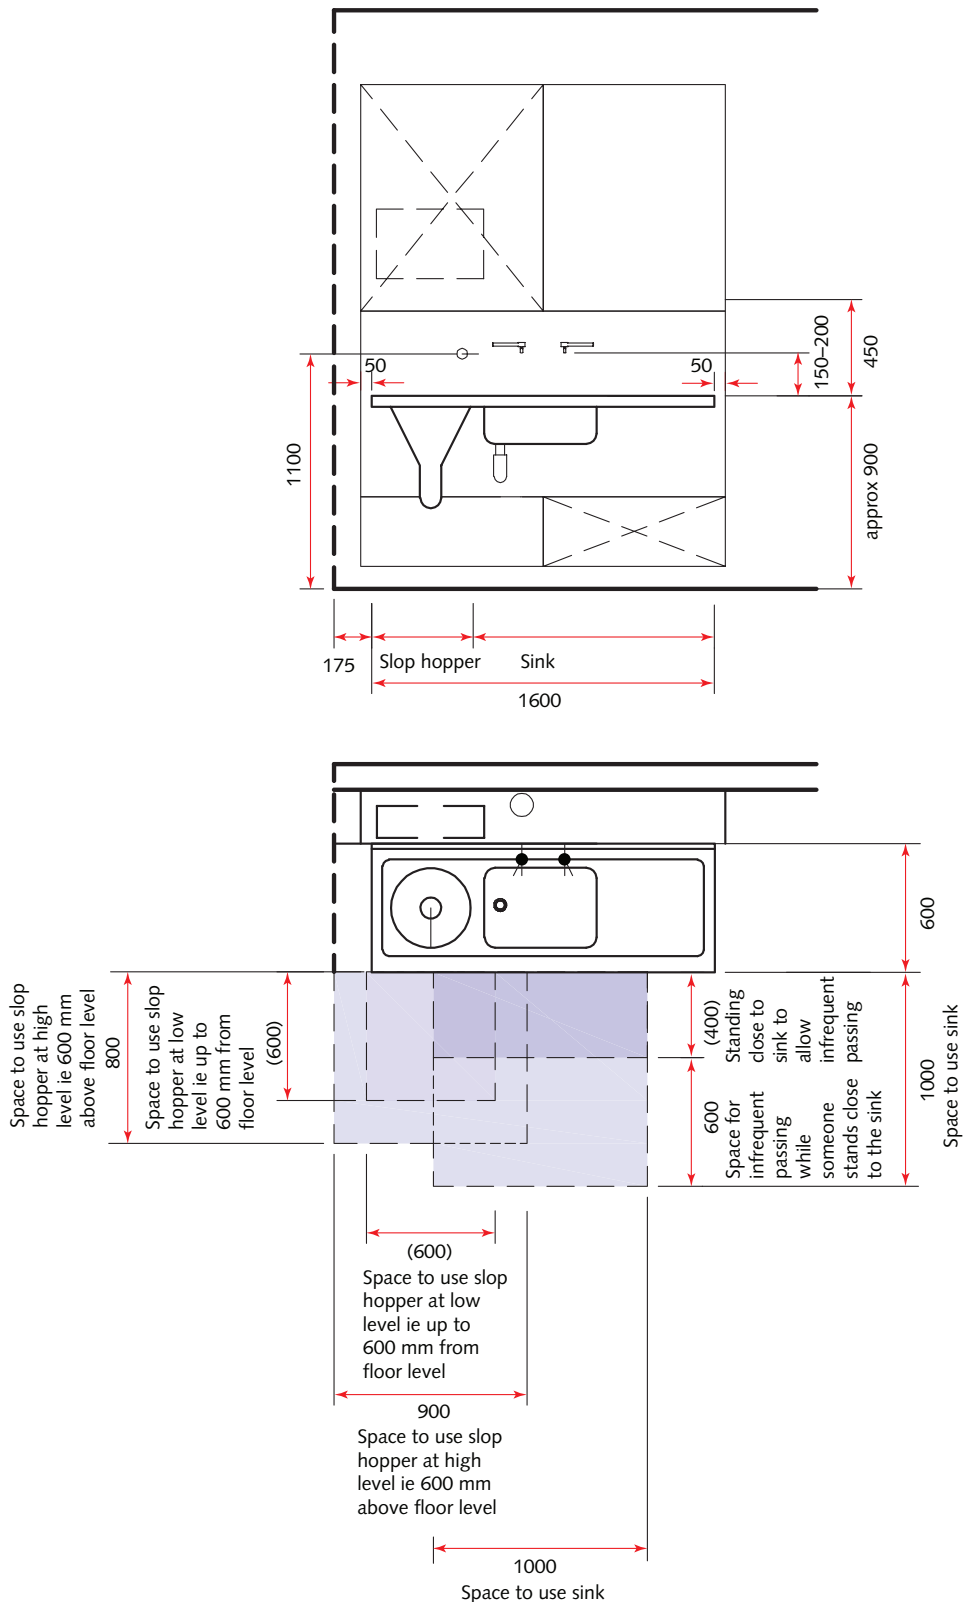 50
50
150–200
450
1100
approx 900
175
Slop hopper
Sink
1600
600
Space to use slop
hopper at high
level ie 600 mm
above floor level
800
Space to use slop
hopper at low
level ie up to
600 mm from
floor level
(600)
(400)
Standing
close to
sink to
allow
infrequent
passing
600
Space for
infrequent
passing
while
someone
stands close
to the sink
1000
Space to use sink
(600)
Space to use slop
hopper at low
level ie up to
600 mm from
floor level
900
Space to use slop
hopper at high
level ie 600 mm
above floor level
1000
Space to use sink